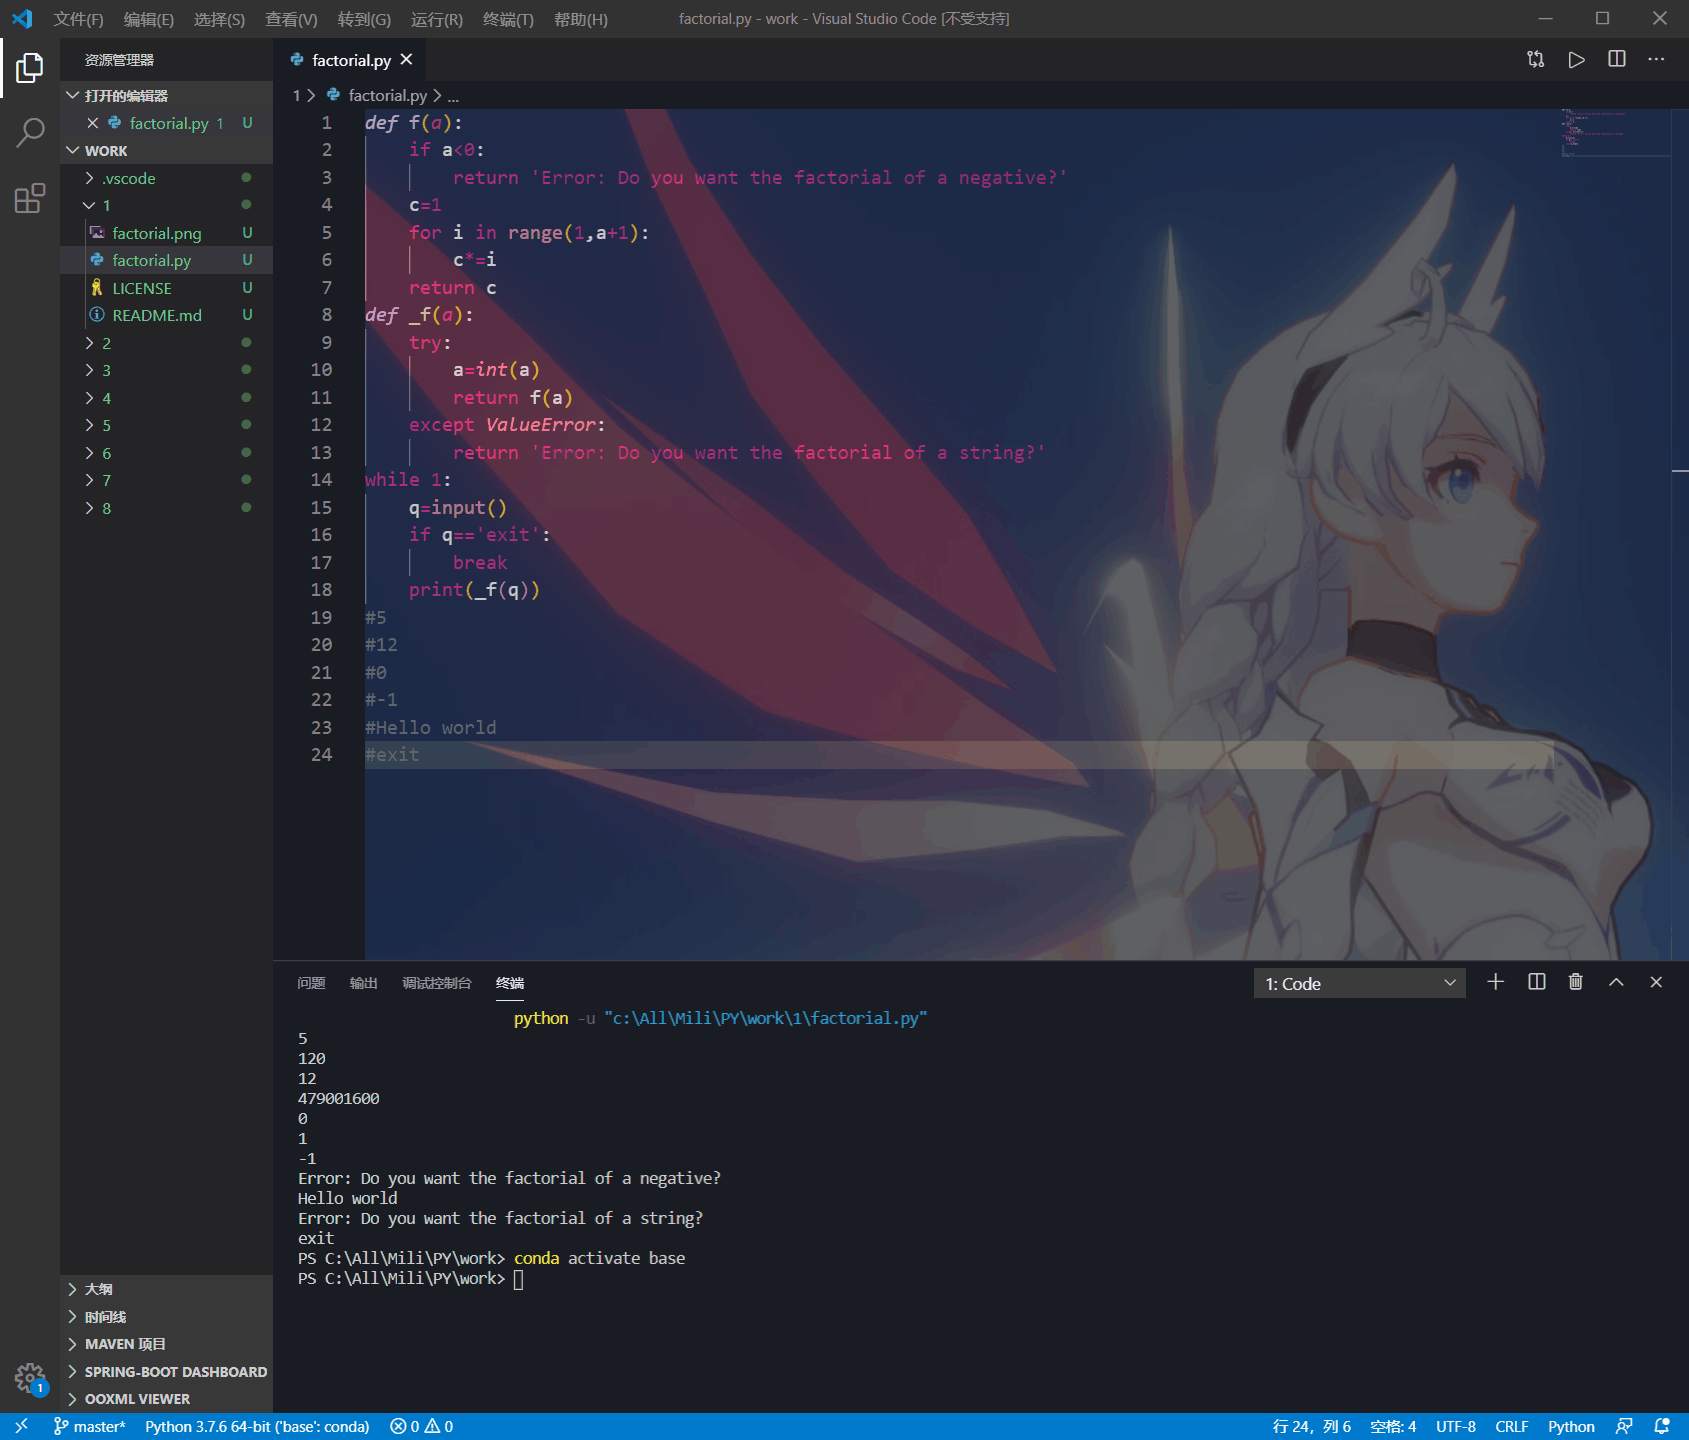 文件(F) 编辑(E) 选择(S) 查看(V) 转到(G) 运行(R) 终端(T) 帮助(H) factorial.py - work - Visual Studio Code [不受支持]
资源管理器
打开的编辑器
factorial.py 1 U
WORK
.vscode
1
factorial.png U
factorial.py U
LICENSE U
README.md U
2
3
4
5
6
7
8
大纲
时间线
MAVEN 项目
SPRING-BOOT DASHBOARD
OOXML VIEWER
1
factorial.py
1 > factorial.py > ...
1 def f(a):
2     if a<0:
3         return 'Error: Do you want the factorial of a negative?'
4     c=1
5     for i in range(1,a+1):
6         c*=i
7     return c
8 def _f(a):
9     try:
10         a=int(a)
11         return f(a)
12     except ValueError:
13         return 'Error: Do you want the factorial of a string?'
14 while 1:
15     q=input()
16     if q=='exit':
17         break
18     print(_f(q))
19 #5
20 #12
21 #0
22 #-1
23 #Hello world
24 #exit
问题 输出 调试控制台 终端 1: Code
python -u "c:\All\Mili\PY\work\1\factorial.py"
5
120
12
479001600
0
1
-1
Error: Do you want the factorial of a negative?
Hello world
Error: Do you want the factorial of a string?
exit
PS C:\All\Mili\PY\work> conda activate base
PS C:\All\Mili\PY\work>
master* Python 3.7.6 64-bit ('base': conda) 0 0 行 24，列 6 空格: 4 UTF-8 CRLF Python